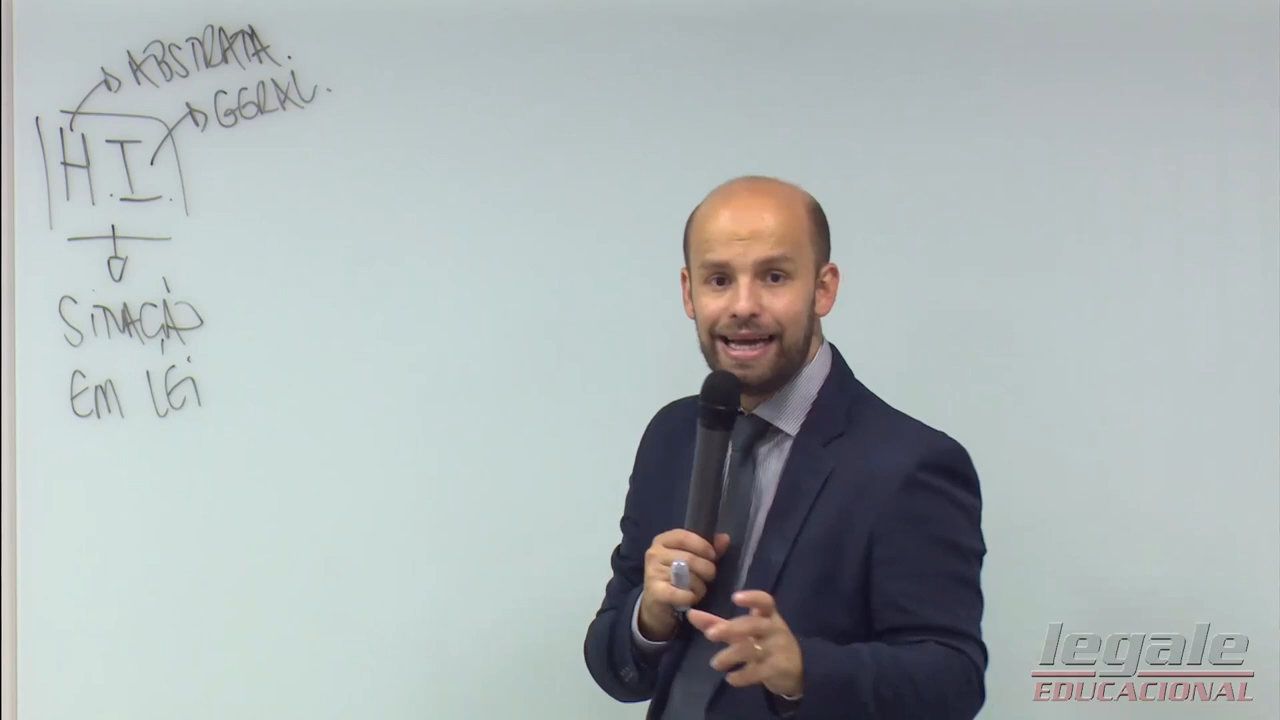 ABSTRATA.
GERAL.
H.I.
SITUAÇÃO
EM LEI
legale
EDUCACIONAL